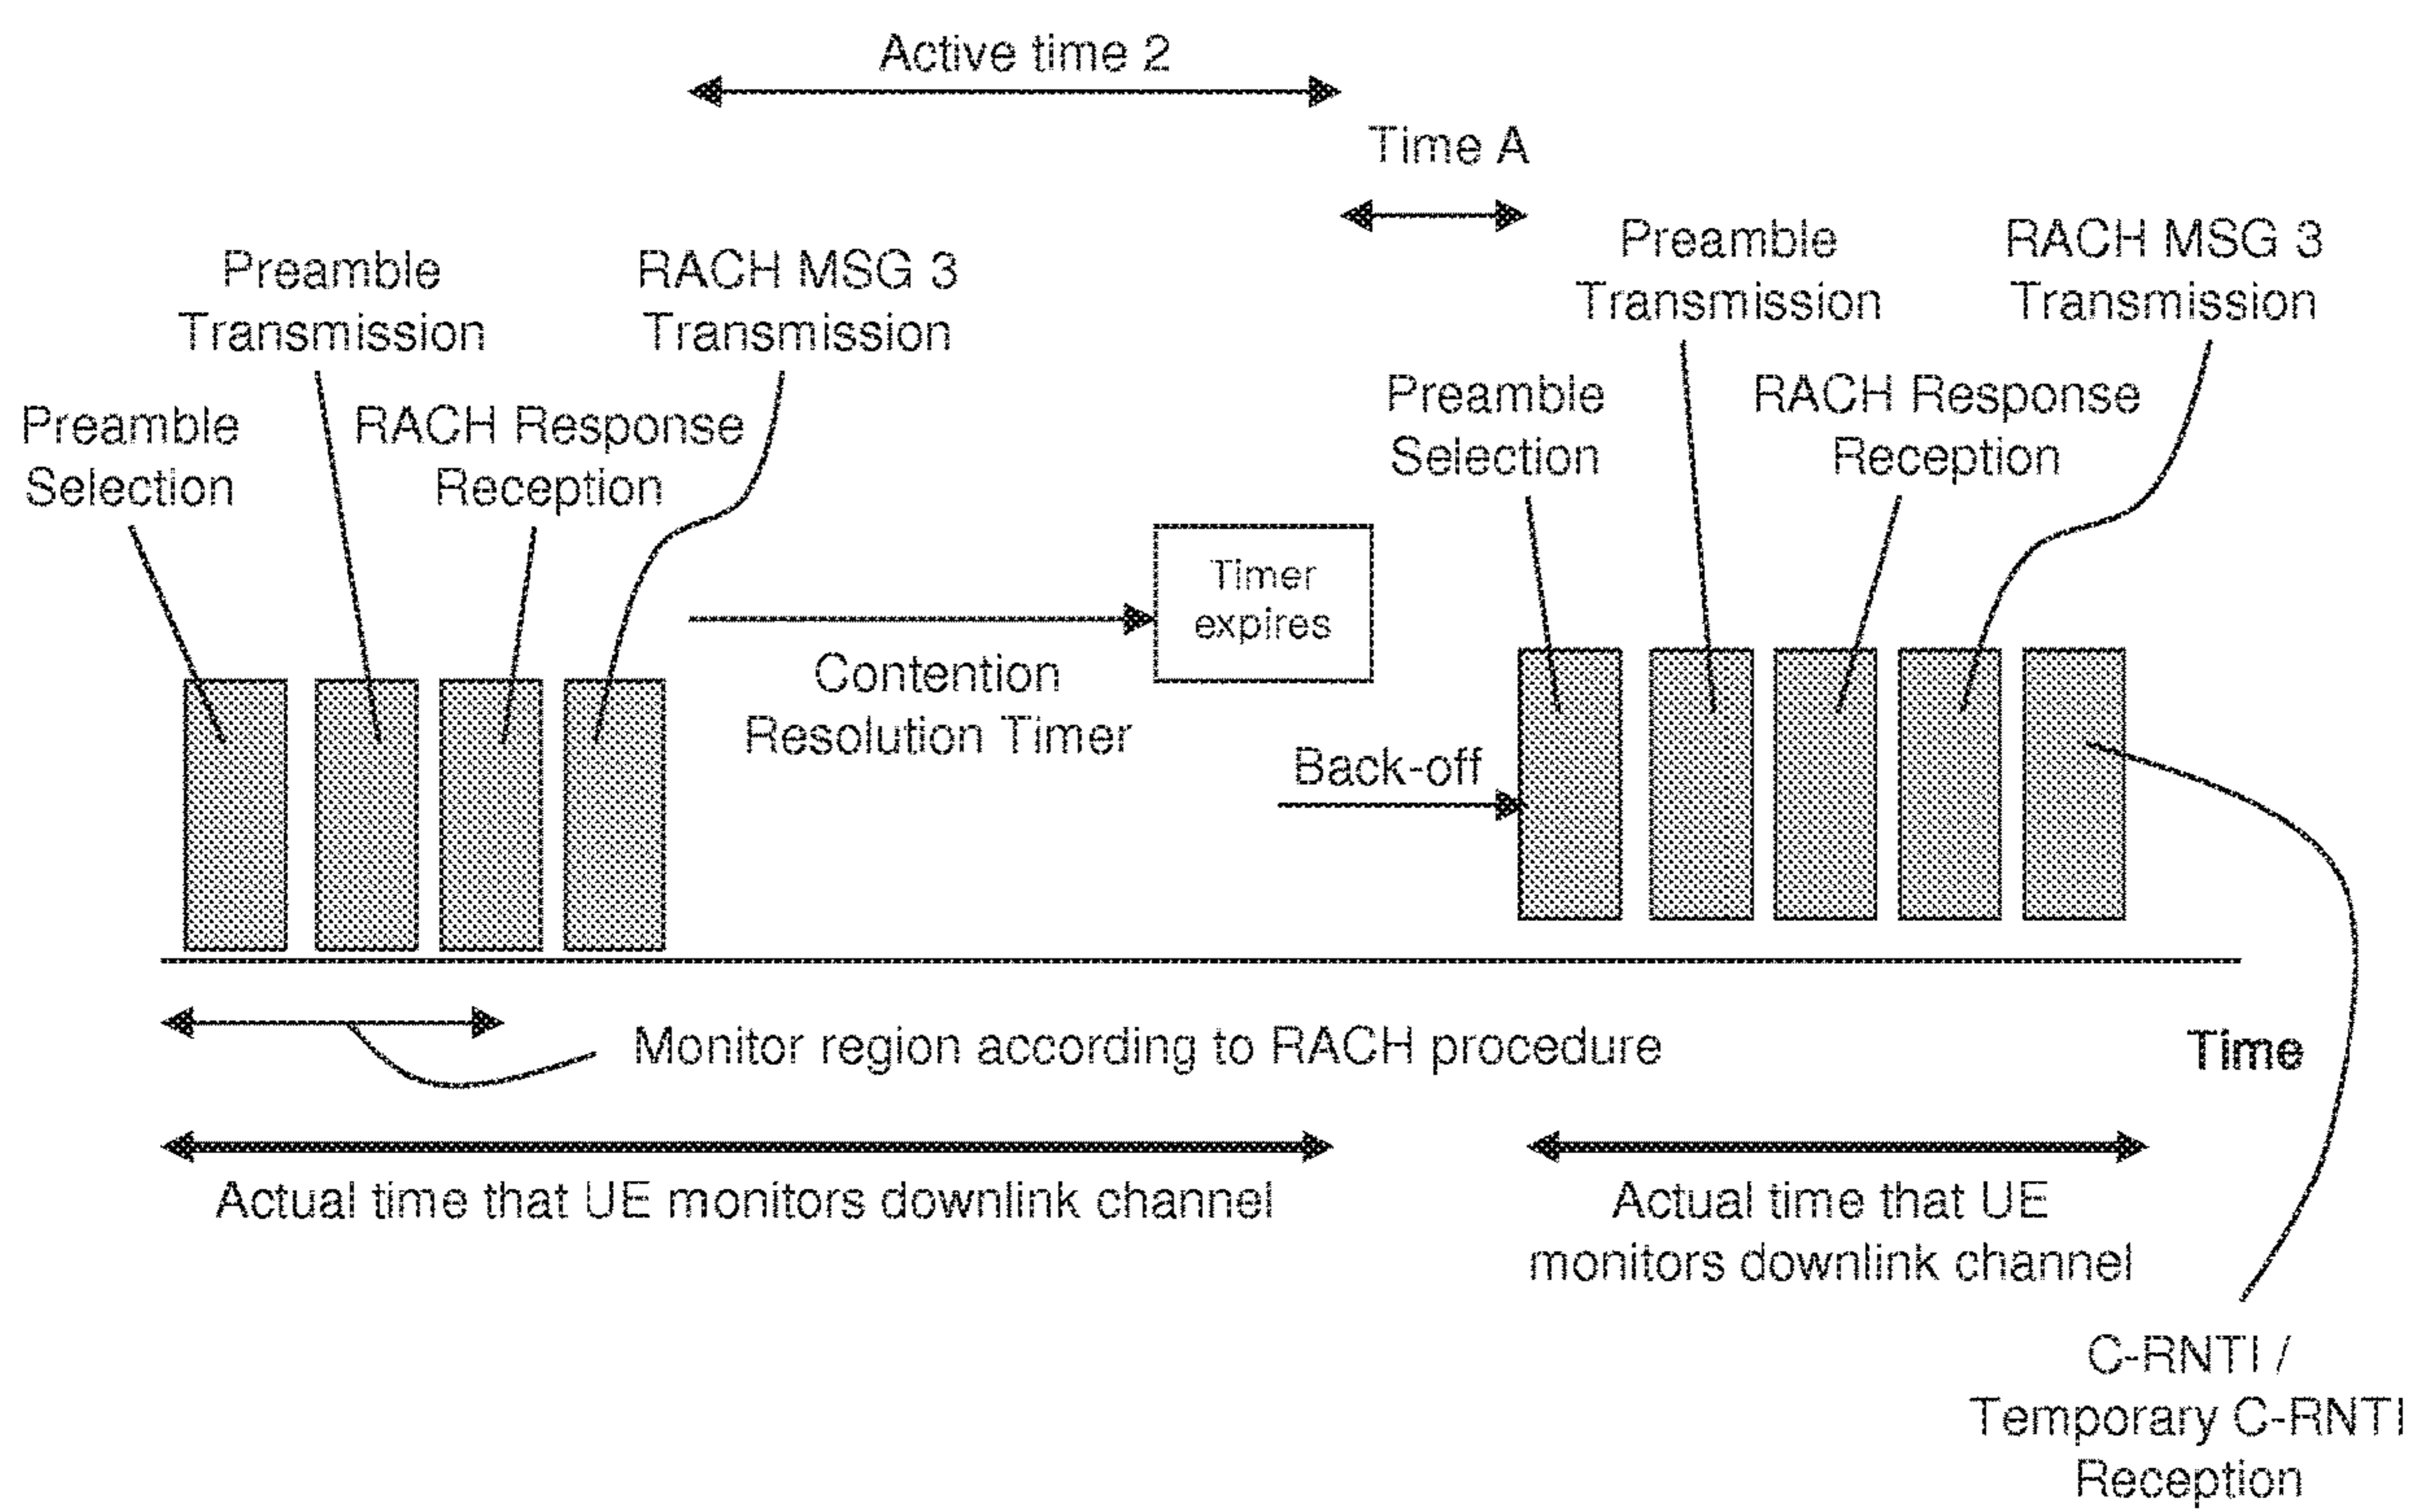 Active time 2
Time A
Preamble
Transmission
RACH MSG 3
Transmission
Preamble
Transmission
RACH MSG 3
Transmission
Preamble
Selection
RACH Response
Reception
Preamble
Selection
RACH Response
Reception
Timer
expires
Contention
Resolution Timer
Back-off
Monitor region according to RACH procedure
Time
Actual time that UE monitors downlink channel
Actual time that UE
monitors downlink channel
C-RNTI /
Temporary C-RNTI
Reception